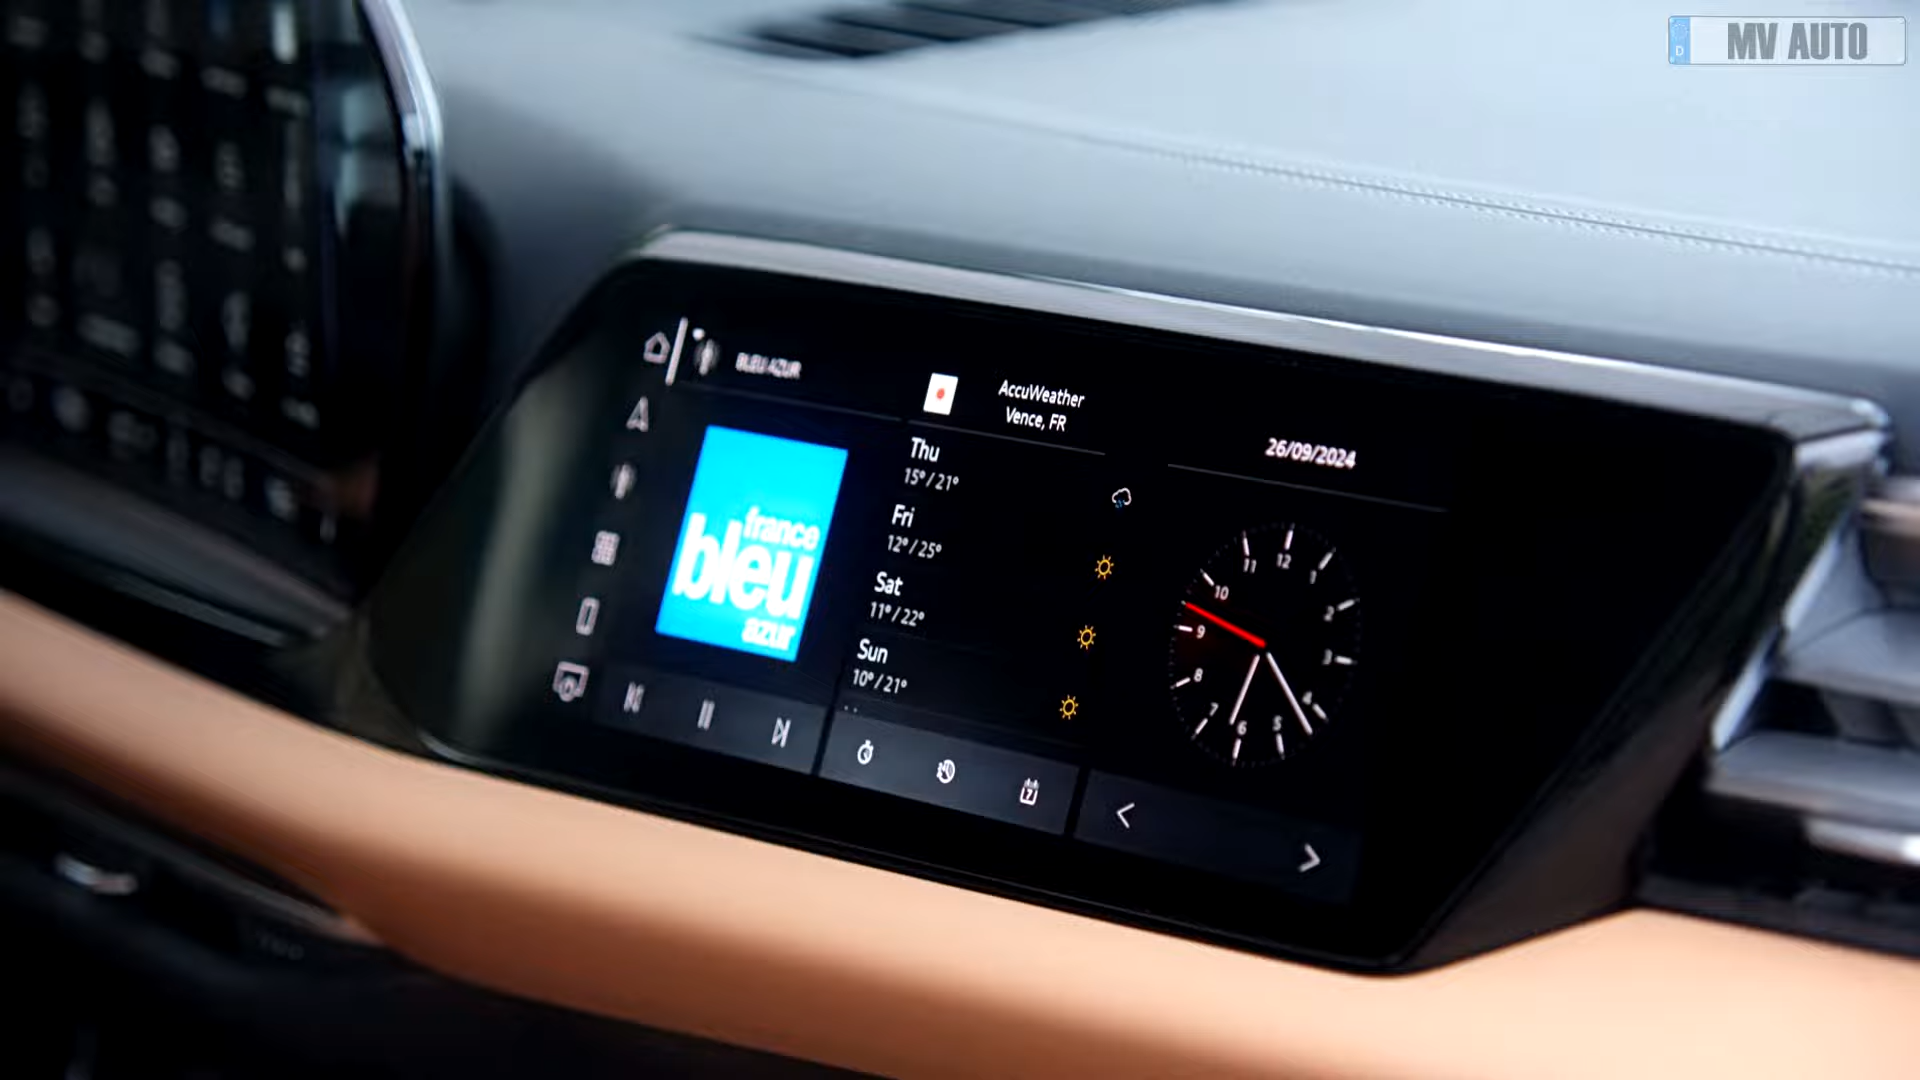 MV AUTO
D
BLEU AZUR
AccuWeather
Vence, FR
26/09/2024
france
bleu
azur
Thu
15°/21°
Fri
12°/25°
Sat
11°/22°
Sun
10°/21°
12
1
2
3
4
5
6
7
8
9
10
11
7